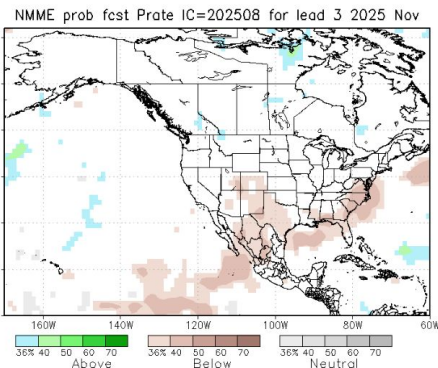 NMME prob fcst Prate IC=202508 for lead 3 2025 Nov
160W 140W 120W 100W 80W 60W
36% 40 50 60 70 36% 40 50 60 70 36% 40 50 60 70
Above Below Neutral